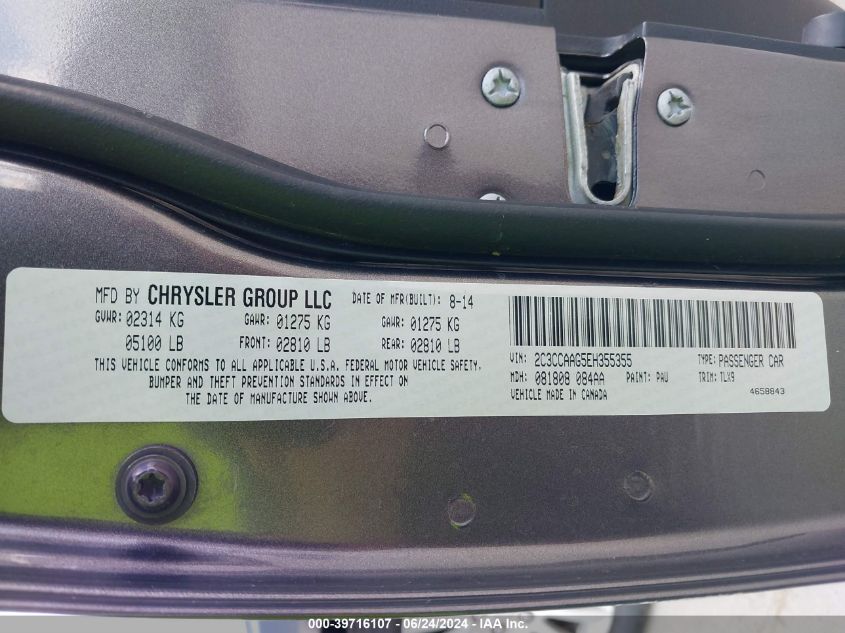 MFD BY CHRYSLER GROUP LLC DATE OF MFR(BUILT): 8-14
GVWR: 02314 KG GAWR: 01275 KG GAWR: 01275 KG
05100 LB FRONT: 02810 LB REAR: 02810 LB
THIS VEHICLE CONFORMS TO ALL APPLICABLE U.S.A. FEDERAL MOTOR VEHICLE SAFETY,
BUMPER AND THEFT PREVENTION STANDARDS IN EFFECT ON
THE DATE OF MANUFACTURE SHOWN ABOVE.
VIN: 2C3CCAAG5EH355355 TYPE: PASSENGER CAR
MDH: 081808 084AA PAINT: PAU TRIM: TLX9
VEHICLE MADE IN CANADA 4658843
000-39716107 - 06/24/2024 - IAA Inc.